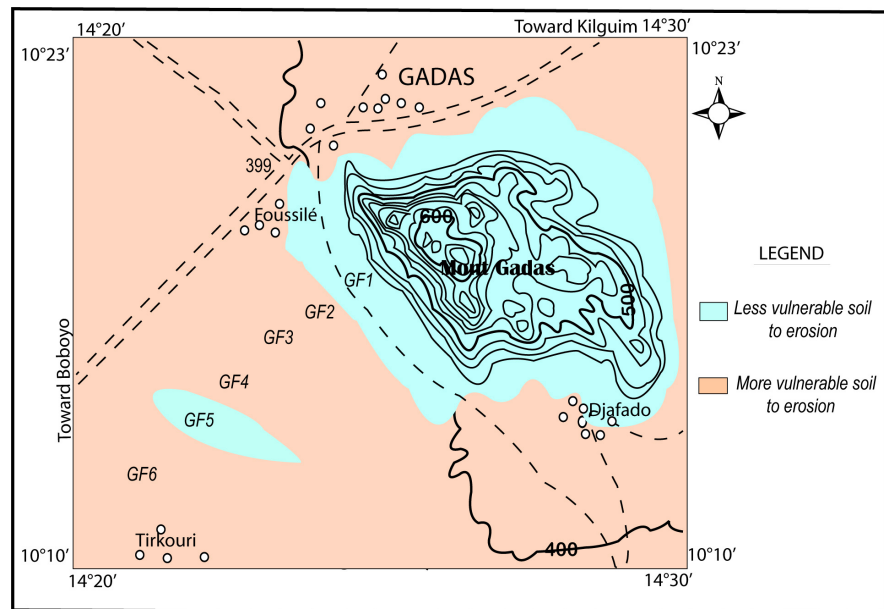 14°20′
Toward Kilguim
14°30′
10°23′
10°23′
GADAS
N
399
Foussilé
600
Mont Gadas
500
GF1
GF2
GF3
GF4
GF5
GF6
Toward Boboyo
Djafado
Tirkouri
400
10°10′
10°10′
14°20′
14°30′
LEGEND
Less vulnerable soil
to erosion
More vulnerable soil
to erosion